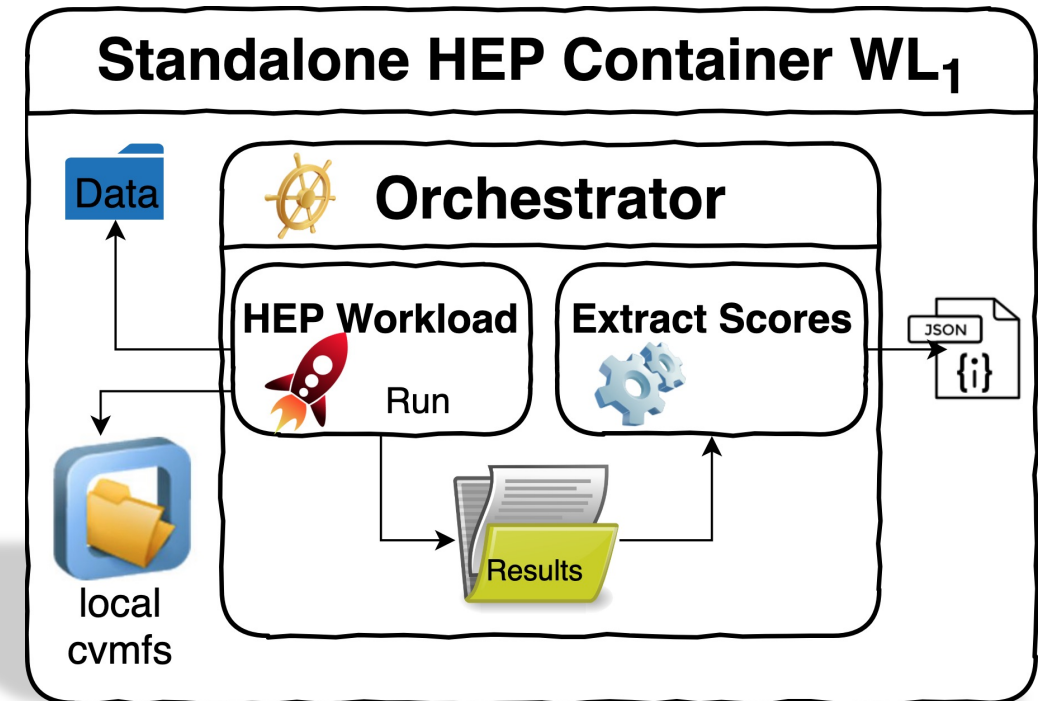 Standalone HEP Container WL₁
Data
Orchestrator
HEP Workload
Run
Extract Scores
JSON
{i}
Results
local
cvmfs